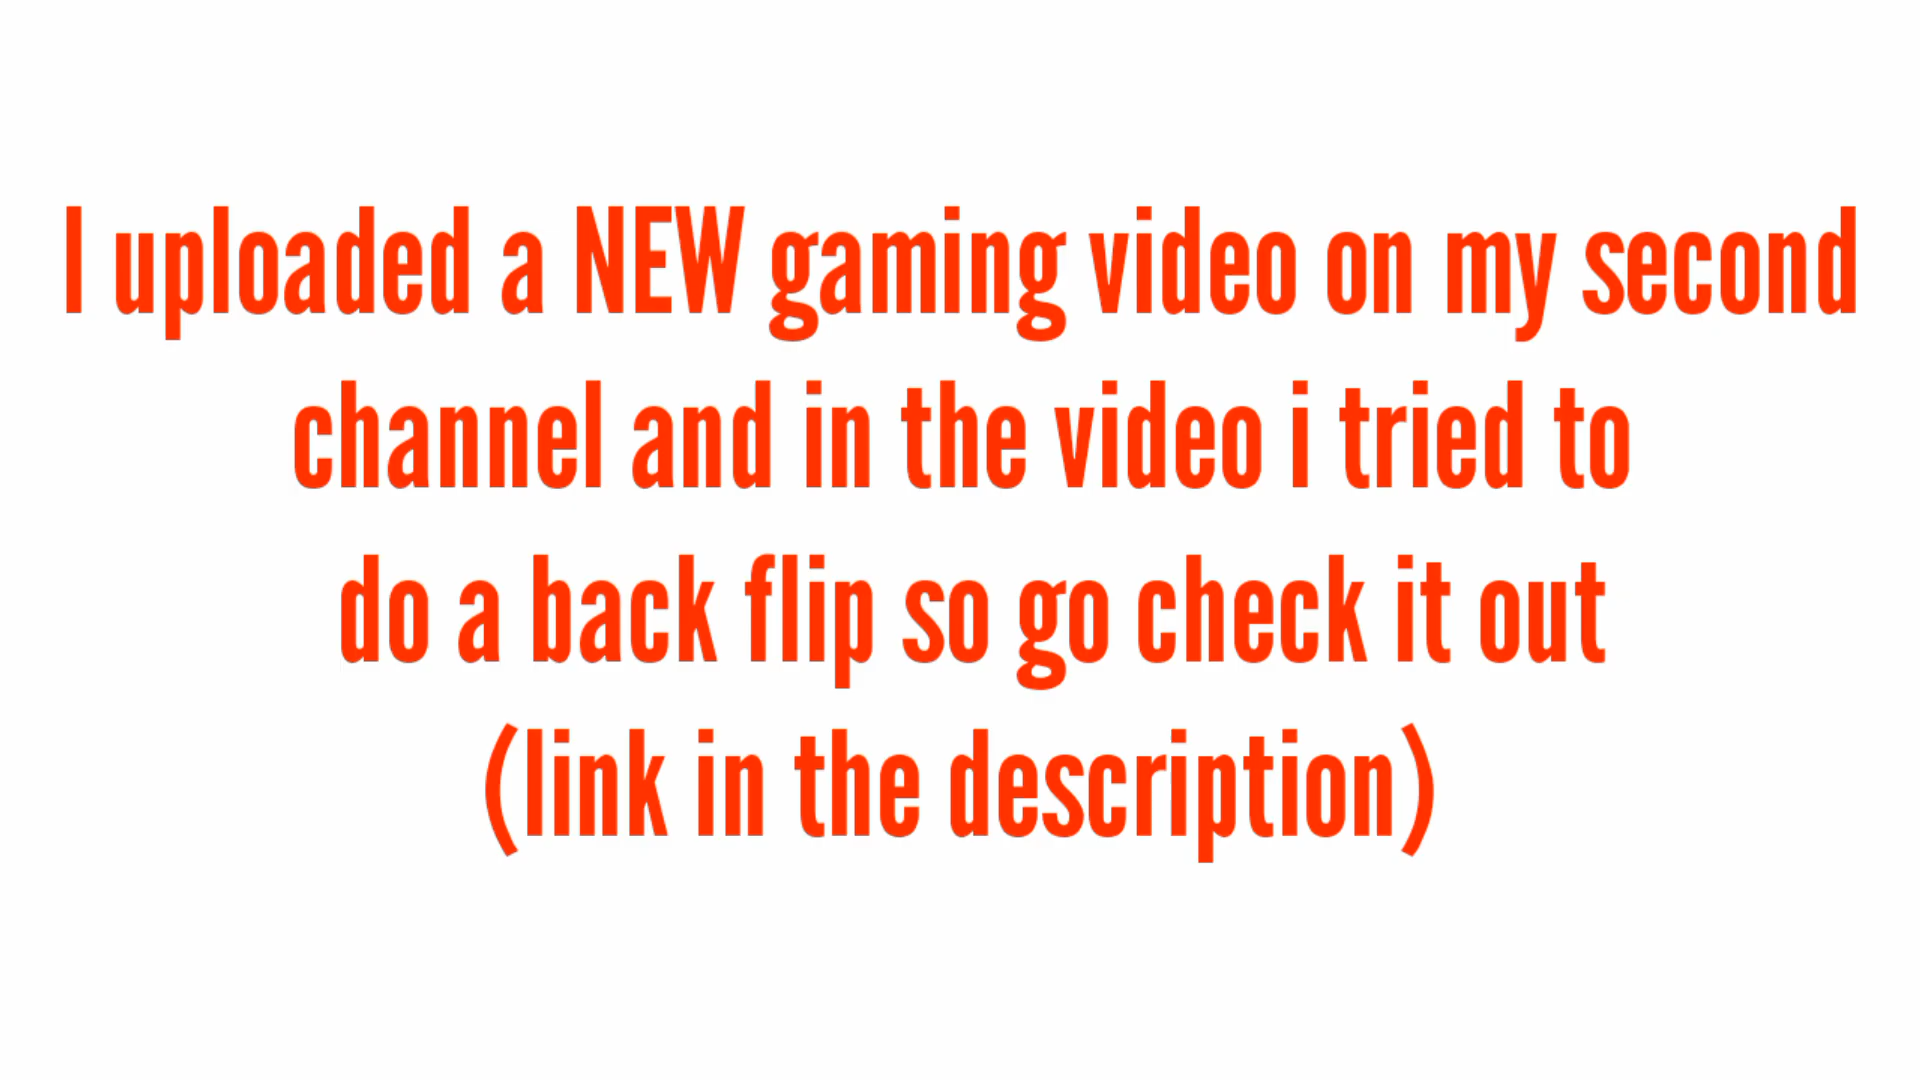 I uploaded a NEW gaming video on my second
channel and in the video i tried to
do a back flip so go check it out
(link in the description)